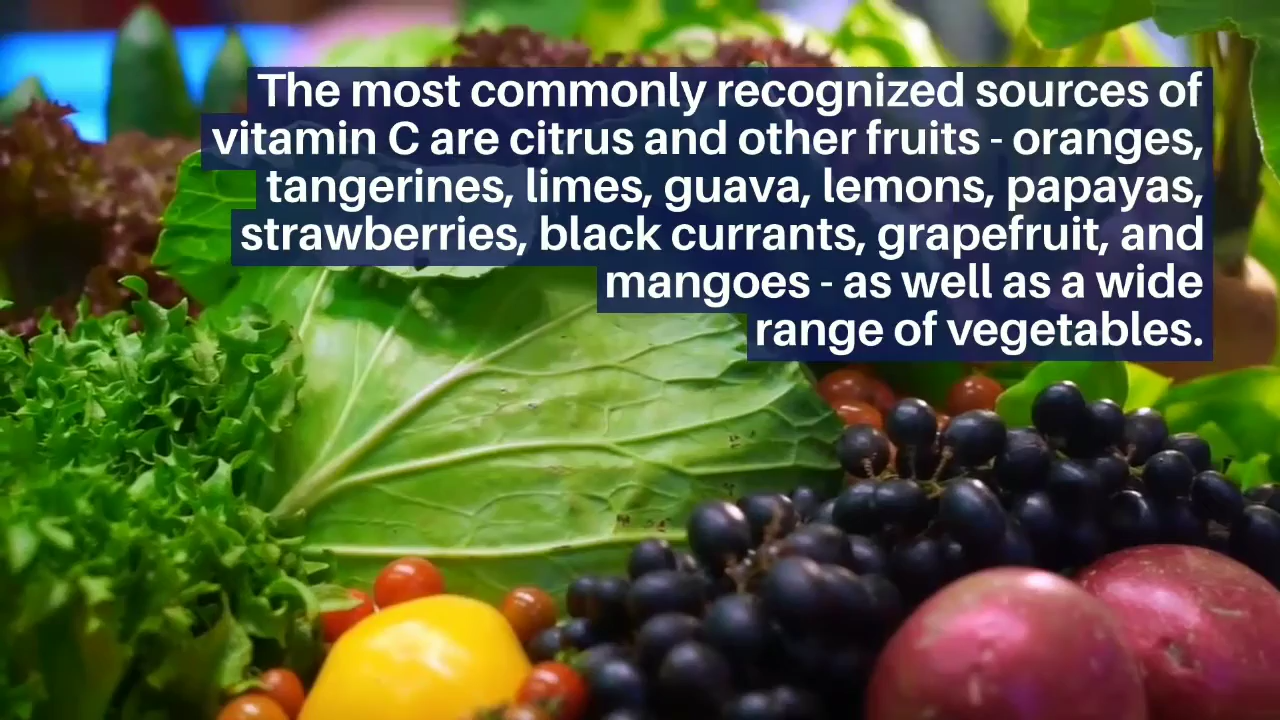 The most commonly recognized sources of
vitamin C are citrus and other fruits - oranges,
tangerines, limes, guava, lemons, papayas,
strawberries, black currants, grapefruit, and
mangoes - as well as a wide
range of vegetables.